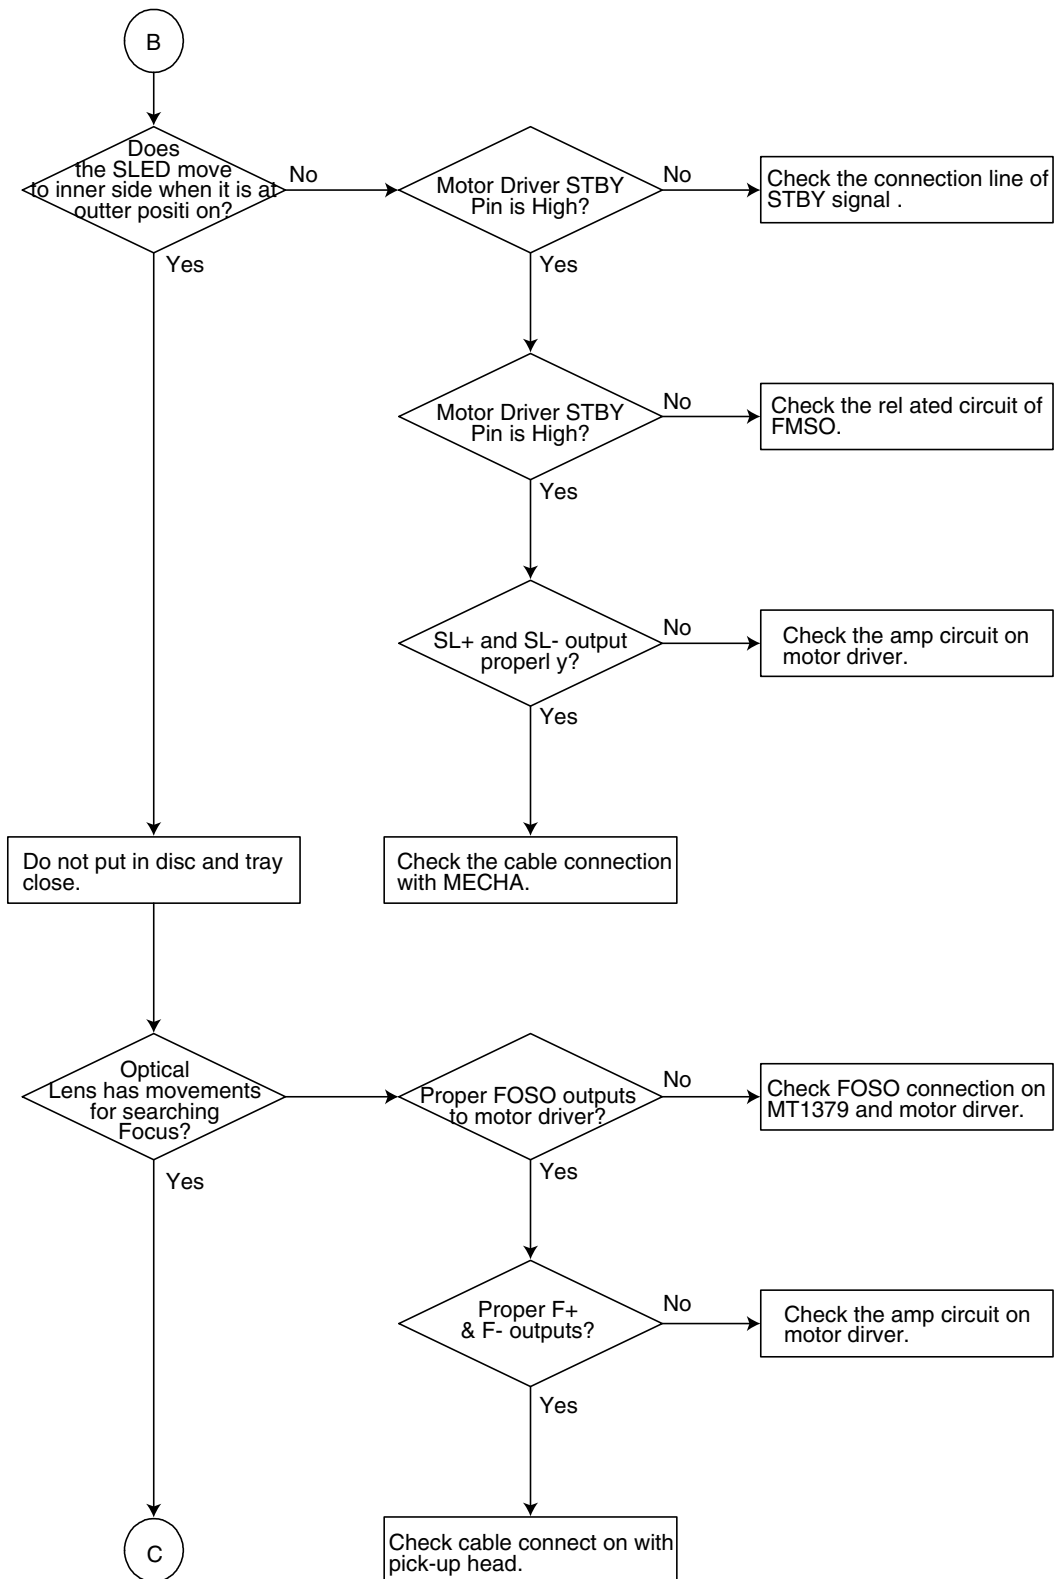 B
Does
the SLED move
to inner side when it is at
outter positi on?
No
Motor Driver STBY
Pin is High?
No
Check the connection line of
STBY signal .
Yes
Yes
Motor Driver STBY
Pin is High?
No
Check the rel ated circuit of
FMSO.
Yes
SL+ and SL- output
properl y?
No
Check the amp circuit on
motor driver.
Yes
Do not put in disc and tray
close.
Check the cable connection
with MECHA.
Optical
Lens has movements
for searching
Focus?
Proper FOSO outputs
to motor driver?
No
Check FOSO connection on
MT1379 and motor dirver.
Yes
Yes
Proper F+
& F- outputs?
No
Check the amp circuit on
motor dirver.
Yes
C
Check cable connect on with
pick-up head.